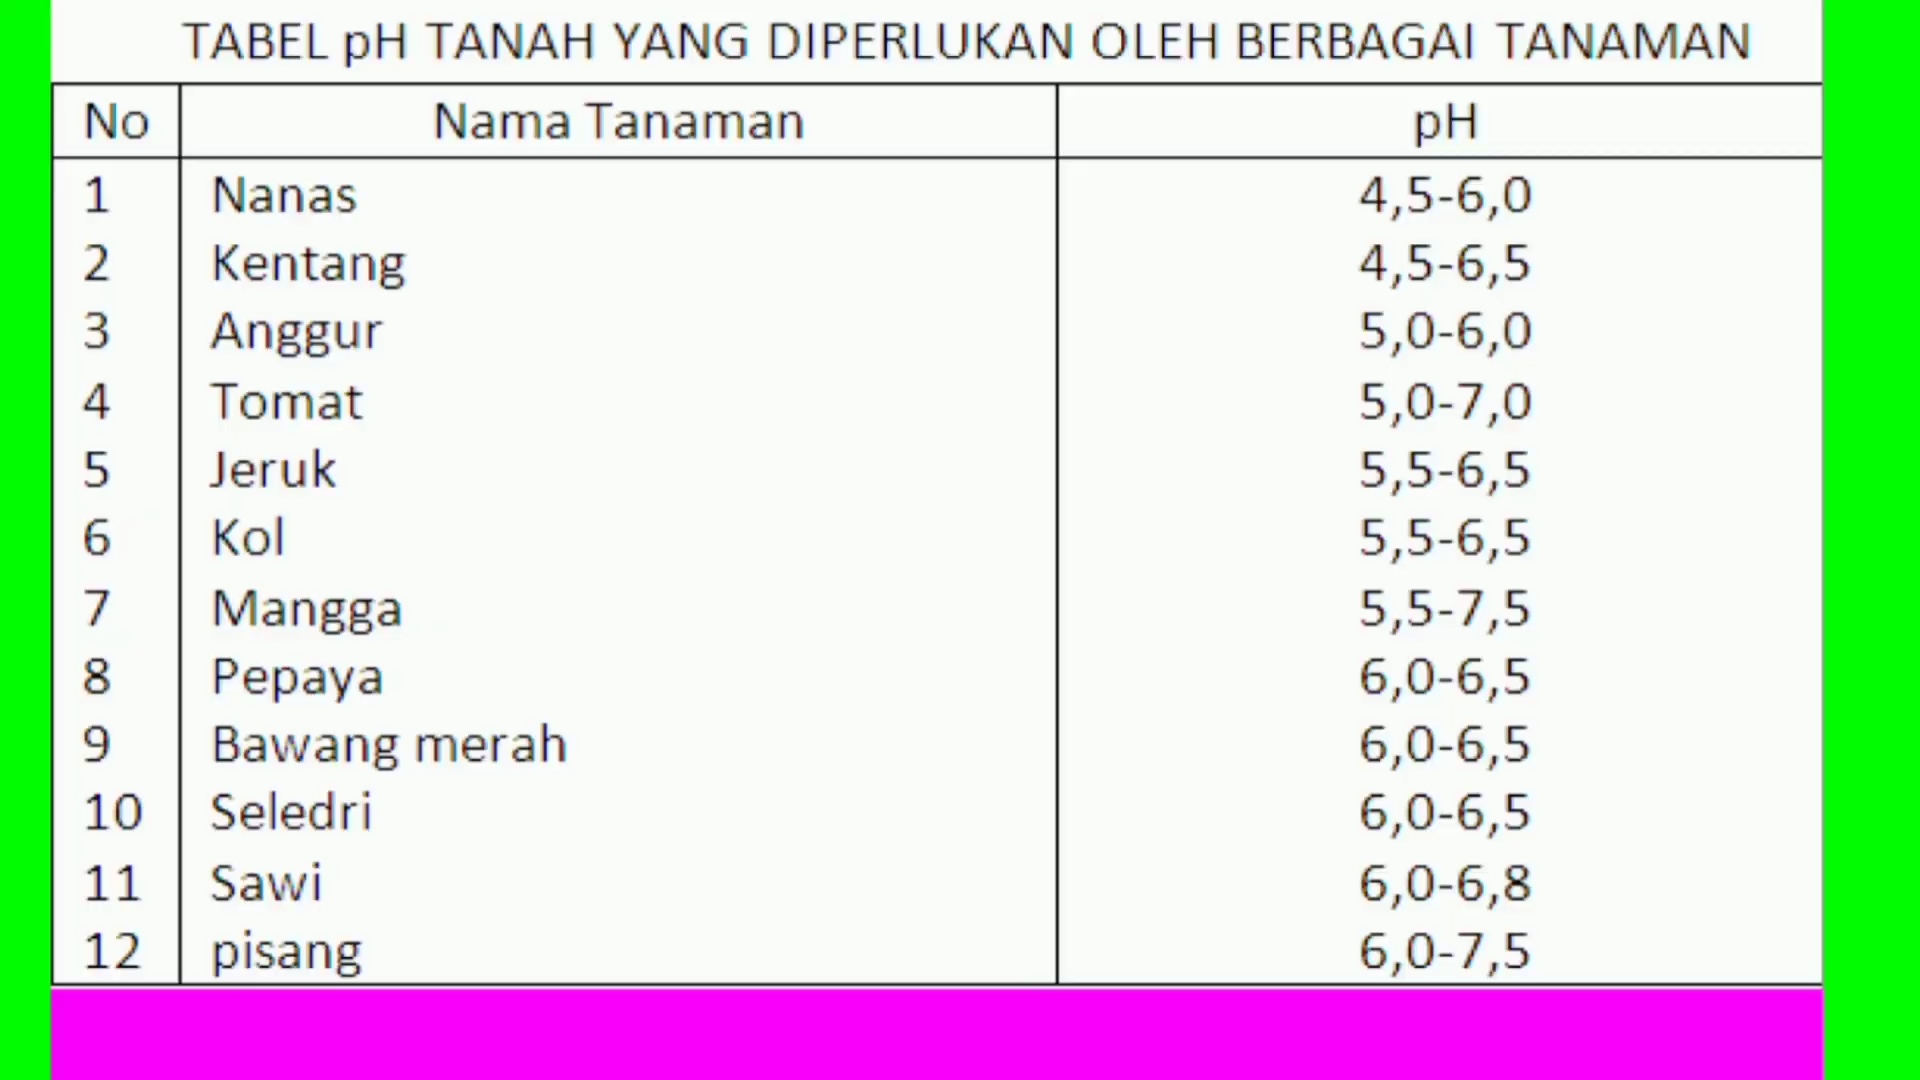 TABEL pH TANAH YANG DIPERLUKAN OLEH BERBAGAI TANAMAN
No Nama Tanaman pH
1 Nanas 4,5-6,0
2 Kentang 4,5-6,5
3 Anggur 5,0-6,0
4 Tomat 5,0-7,0
5 Jeruk 5,5-6,5
6 Kol 5,5-6,5
7 Mangga 5,5-7,5
8 Pepaya 6,0-6,5
9 Bawang merah 6,0-6,5
10 Seledri 6,0-6,5
11 Sawi 6,0-6,8
12 pisang 6,0-7,5